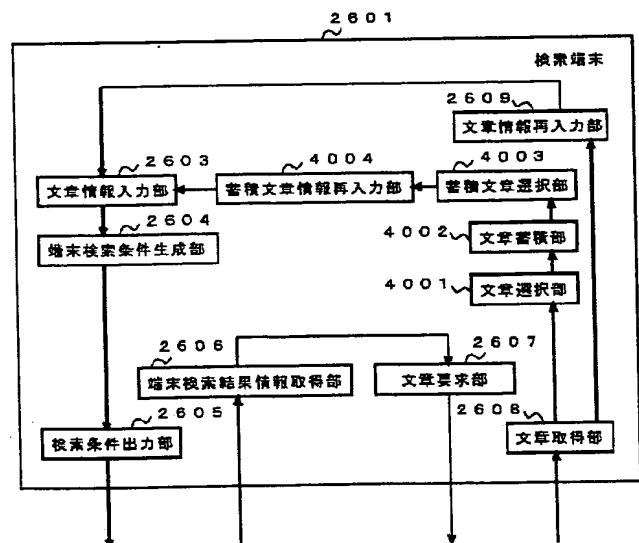 2601
検索端末
2609
文章情報再入力部
2603
4004
4003
文章情報入力部
蓄積文章情報再入力部
蓄積文章選択部
2604
端末検索条件生成部
4002
文章蓄積部
4001
文章選択部
2606
2607
端末検索結果情報取得部
文章要求部
2605
2608
検索条件出力部
文章取得部